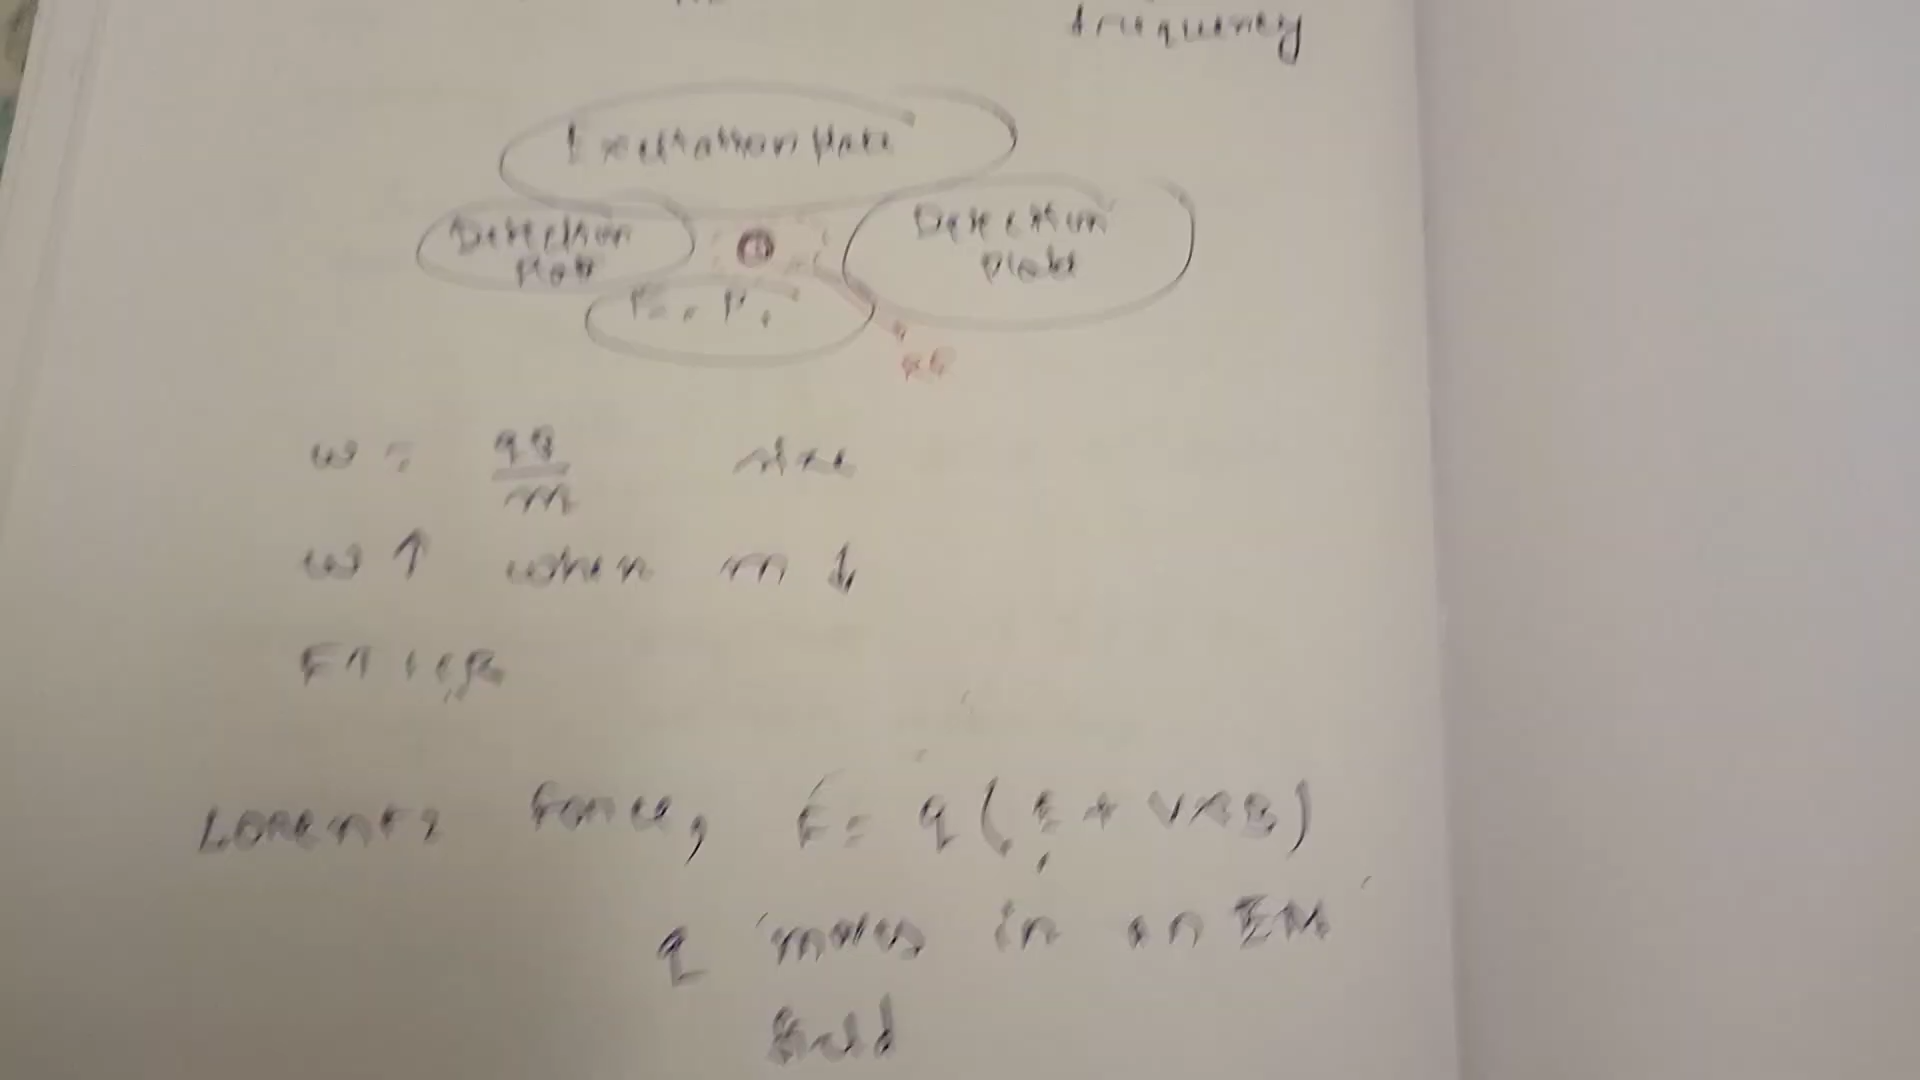 frequency
Excitation Plate
Detection
Plate
Detection
Plate
w = qB
m
w ↑ when m ↓
Lorentz Force, F = q ( E + V X B )
q moves in an EM
field